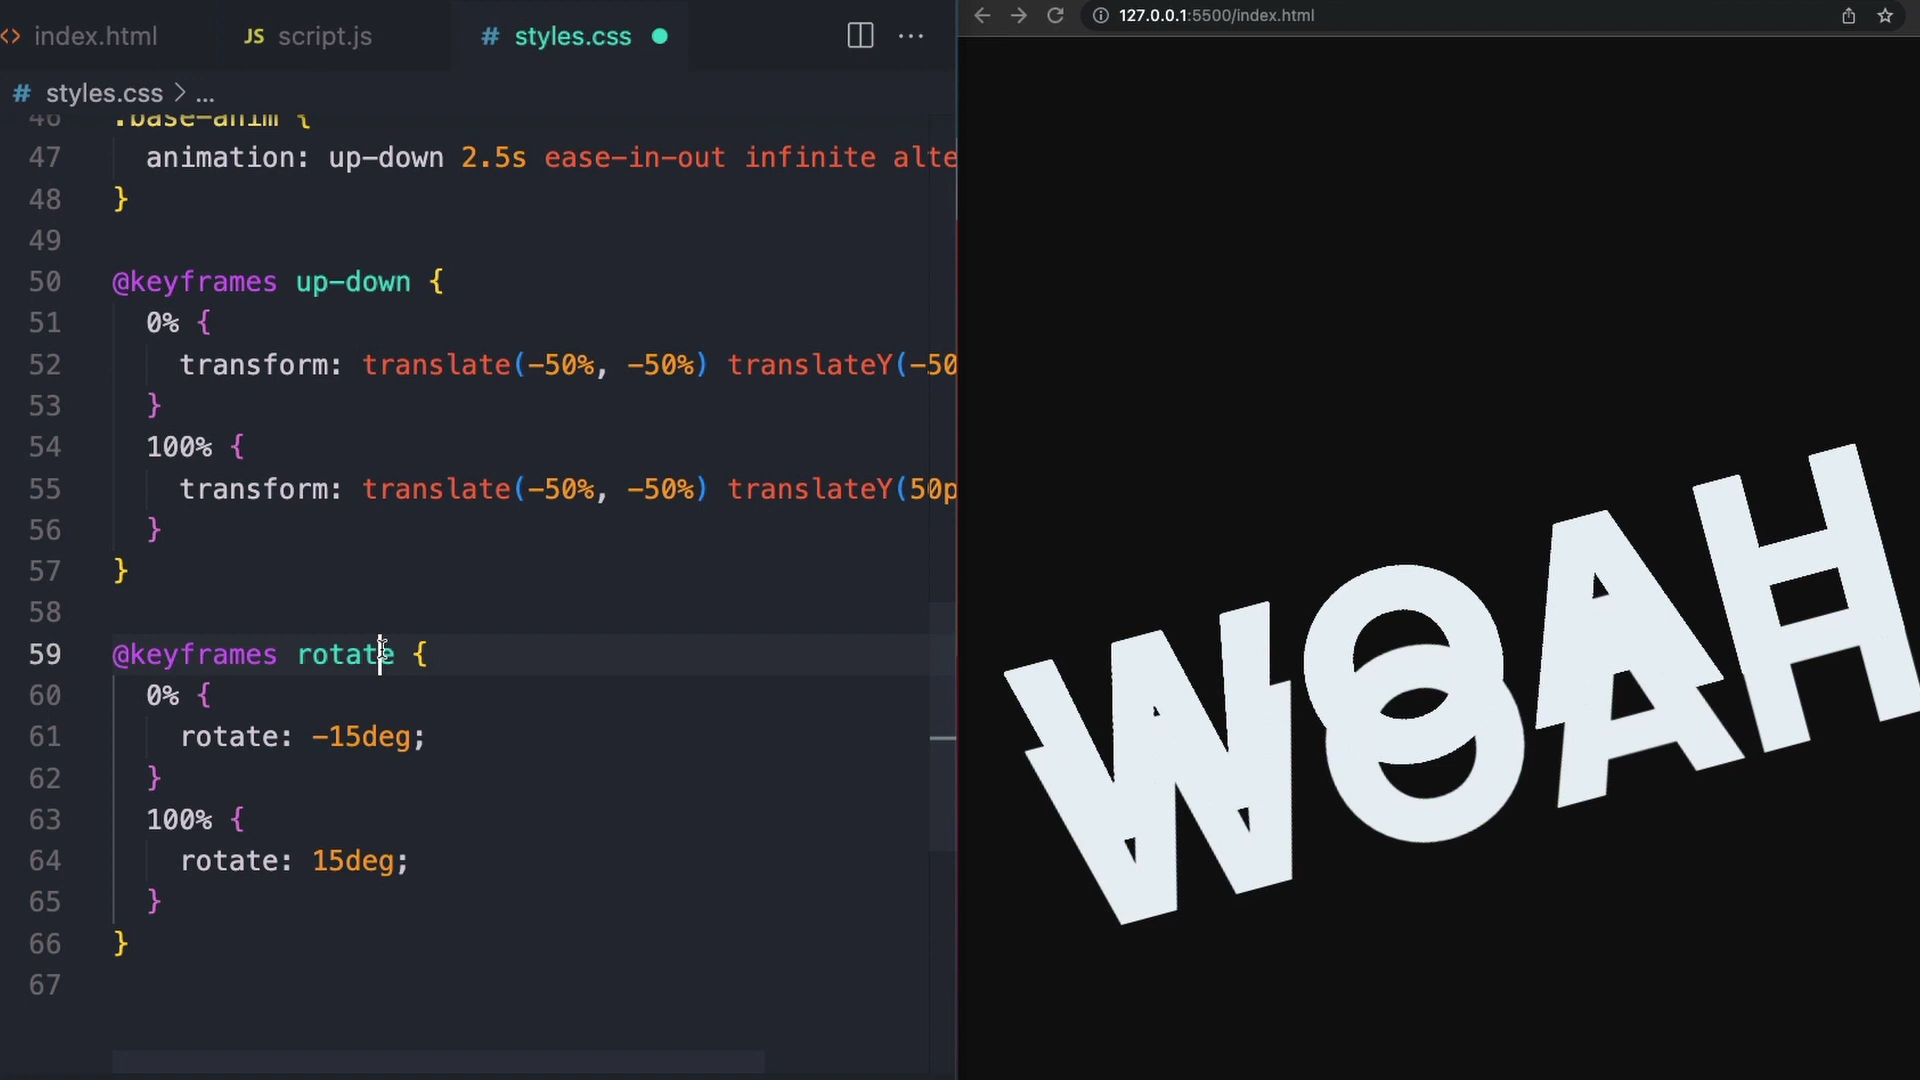 <> index.html JS script.js # styles.css ● ...
127.0.0.1:5500/index.html
# styles.css > ...
46 .base-anim {
47 animation: up-down 2.5s ease-in-out infinite alte
48 }
49
50 @keyframes up-down {
51 0% {
52 transform: translate(-50%, -50%) translateY(-50
53 }
54 100% {
55 transform: translate(-50%, -50%) translateY(50p
56 }
57 }
58
59 @keyframes rotate {
60 0% {
61 rotate: -15deg;
62 }
63 100% {
64 rotate: 15deg;
65 }
66 }
67
WOAH
WOAH